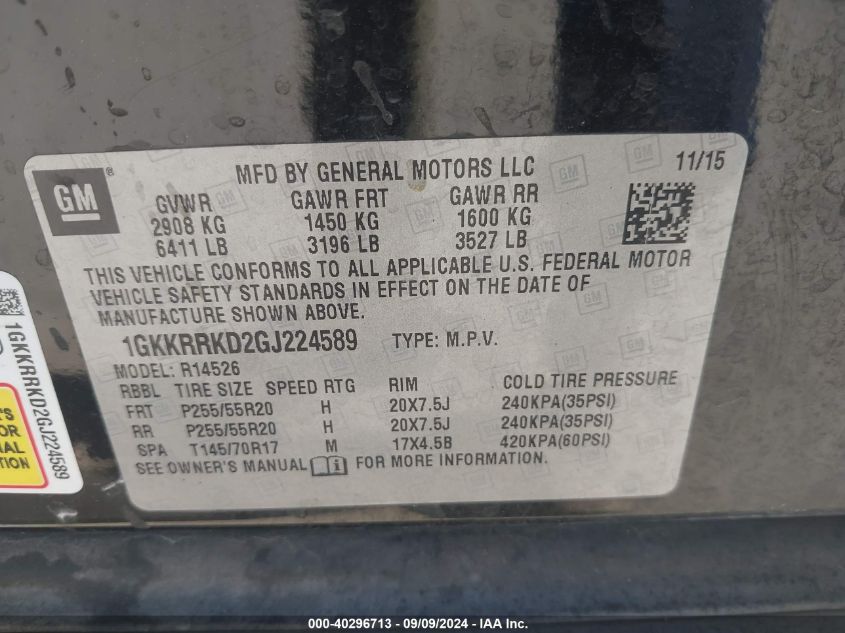 GM ®
MFD BY GENERAL MOTORS LLC 11/15
GVWR GAWR FRT GAWR RR
2908 KG 1450 KG 1600 KG
6411 LB 3196 LB 3527 LB
THIS VEHICLE CONFORMS TO ALL APPLICABLE U.S. FEDERAL MOTOR
VEHICLE SAFETY STANDARDS IN EFFECT ON THE DATE OF
MANUFACTURE SHOWN ABOVE.
1GKKRRKD2GJ224589 TYPE: M.P.V.
MODEL: R14526
RBBL TIRE SIZE SPEED RTG RIM COLD TIRE PRESSURE
FRT P255/55R20 H 20X7.5J 240KPA(35PSI)
RR P255/55R20 H 20X7.5J 240KPA(35PSI)
SPA T145/70R17 M 17X4.5B 420KPA(60PSI)
SEE OWNER'S MANUAL FOR MORE INFORMATION.
1GKKRRKD2GJ224589
000-40296713 - 09/09/2024 - IAA Inc.